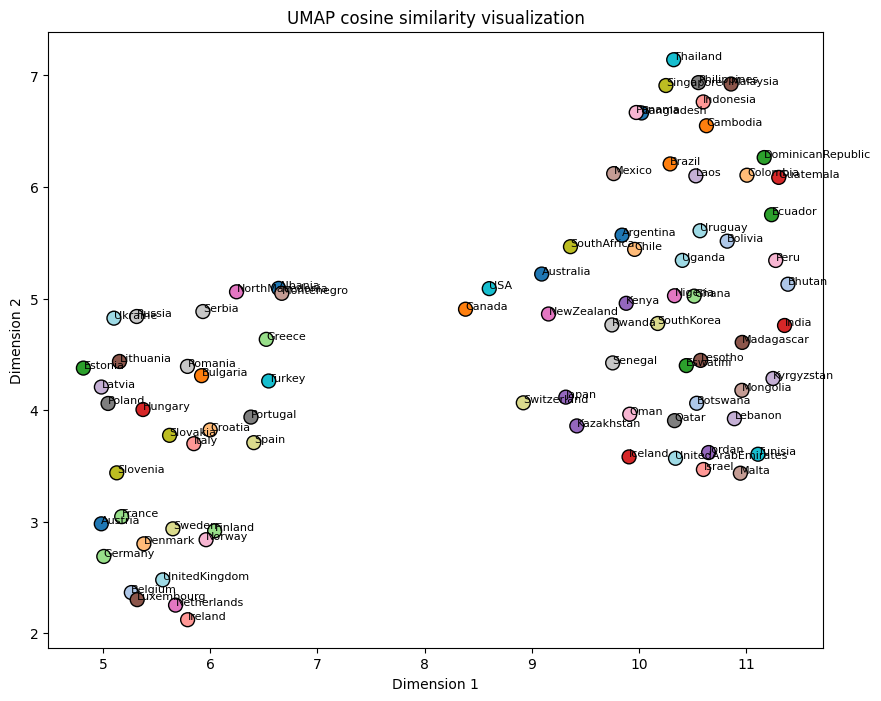 UMAP cosine similarity visualization
Thailand
Singapore
Philippines
Malaysia
Indonesia
Panama
Bangladesh
Cambodia
DominicanRepublic
Mexico
Brazil
Laos
Colombia
Guatemala
Ecuador
Argentina
Uruguay
Bolivia
SouthAfrica
Chile
Uganda
Peru
Australia
Bhutan
USA
Canada
NewZealand
Kenya
Nigeria
Ghana
Rwanda
SouthKorea
India
Madagascar
Senegal
Eswatini
Lesotho
Kyrgyzstan
Mongolia
Switzerland
Japan
Kazakhstan
Oman
Qatar
Botswana
Lebanon
Iceland
UnitedArabEmirates
Jordan
Tunisia
Israel
Malta
NorthMacedonia
Albania
Montenegro
Ukraine
Russia
Serbia
Greece
Estonia
Lithuania
Romania
Bulgaria
Turkey
Latvia
Poland
Hungary
Portugal
Slovakia
Croatia
Italy
Spain
Slovenia
France
Austria
Sweden
Finland
Norway
Denmark
Germany
UnitedKingdom
Belgium
Luxembourg
Netherlands
Ireland
7
6
5
4
3
2
Dimension 2
5
6
7
8
9
10
11
Dimension 1